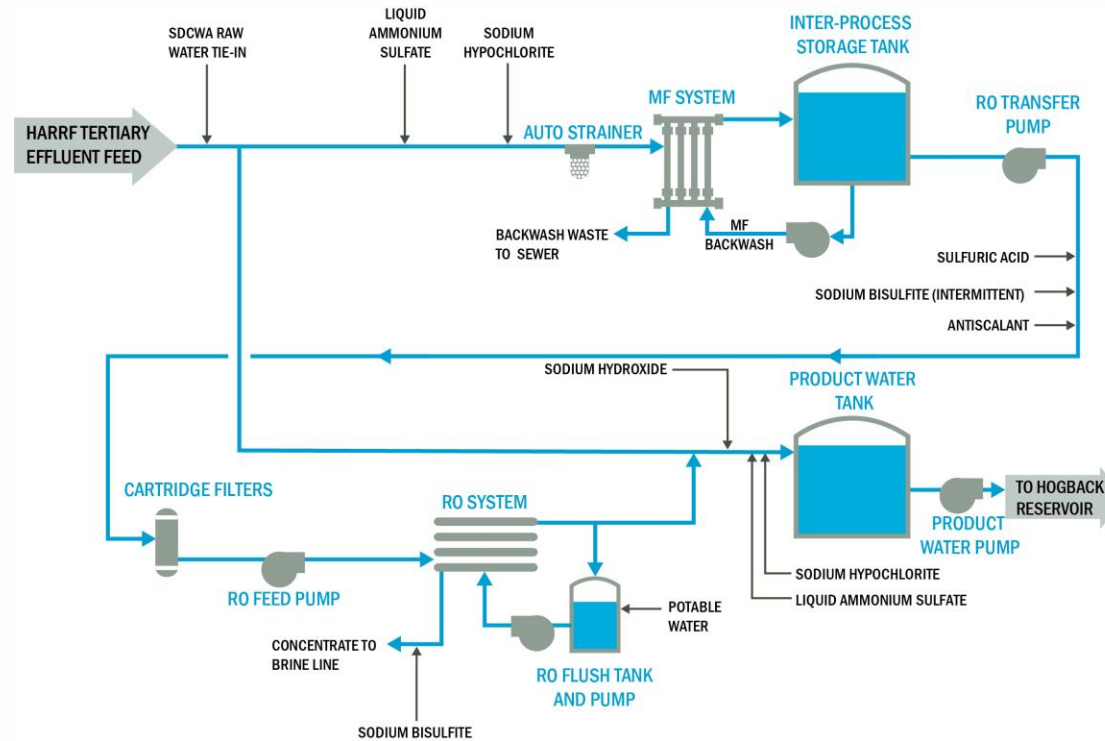 SDCWA RAW
WATER TIE-IN
LIQUID
AMMONIUM
SULFATE
SODIUM
HYPOCHLORITE
INTER-PROCESS
STORAGE TANK
HARRF TERTIARY
EFFLUENT FEED
AUTO STRAINER
MF SYSTEM
RO TRANSFER
PUMP
BACKWASH WASTE
TO SEWER
MF
BACKWASH
SULFURIC ACID
SODIUM BISULFITE (INTERMITTENT)
ANTISCALANT
SODIUM HYDROXIDE
PRODUCT WATER
TANK
CARTRIDGE FILTERS
RO SYSTEM
TO HOGBACK
RESERVOIR
PRODUCT
WATER PUMP
RO FEED PUMP
SODIUM HYPOCHLORITE
LIQUID AMMONIUM SULFATE
POTABLE
WATER
CONCENTRATE TO
BRINE LINE
RO FLUSH TANK
AND PUMP
SODIUM BISULFITE